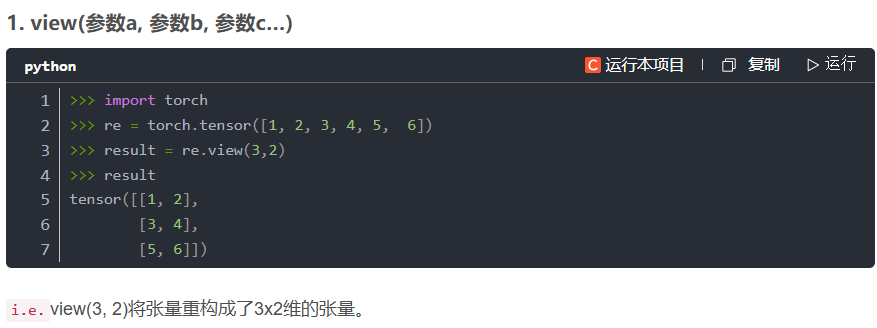 1. view(参数a, 参数b, 参数c…)
python C 运行本项目 复制 运行
1 >>> import torch
2 >>> re = torch.tensor([1, 2, 3, 4, 5,  6])
3 >>> result = re.view(3,2)
4 >>> result
5 tensor([[1, 2],
6         [3, 4],
7         [5, 6]])
i.e. view(3, 2)将张量重构成了3x2维的张量。